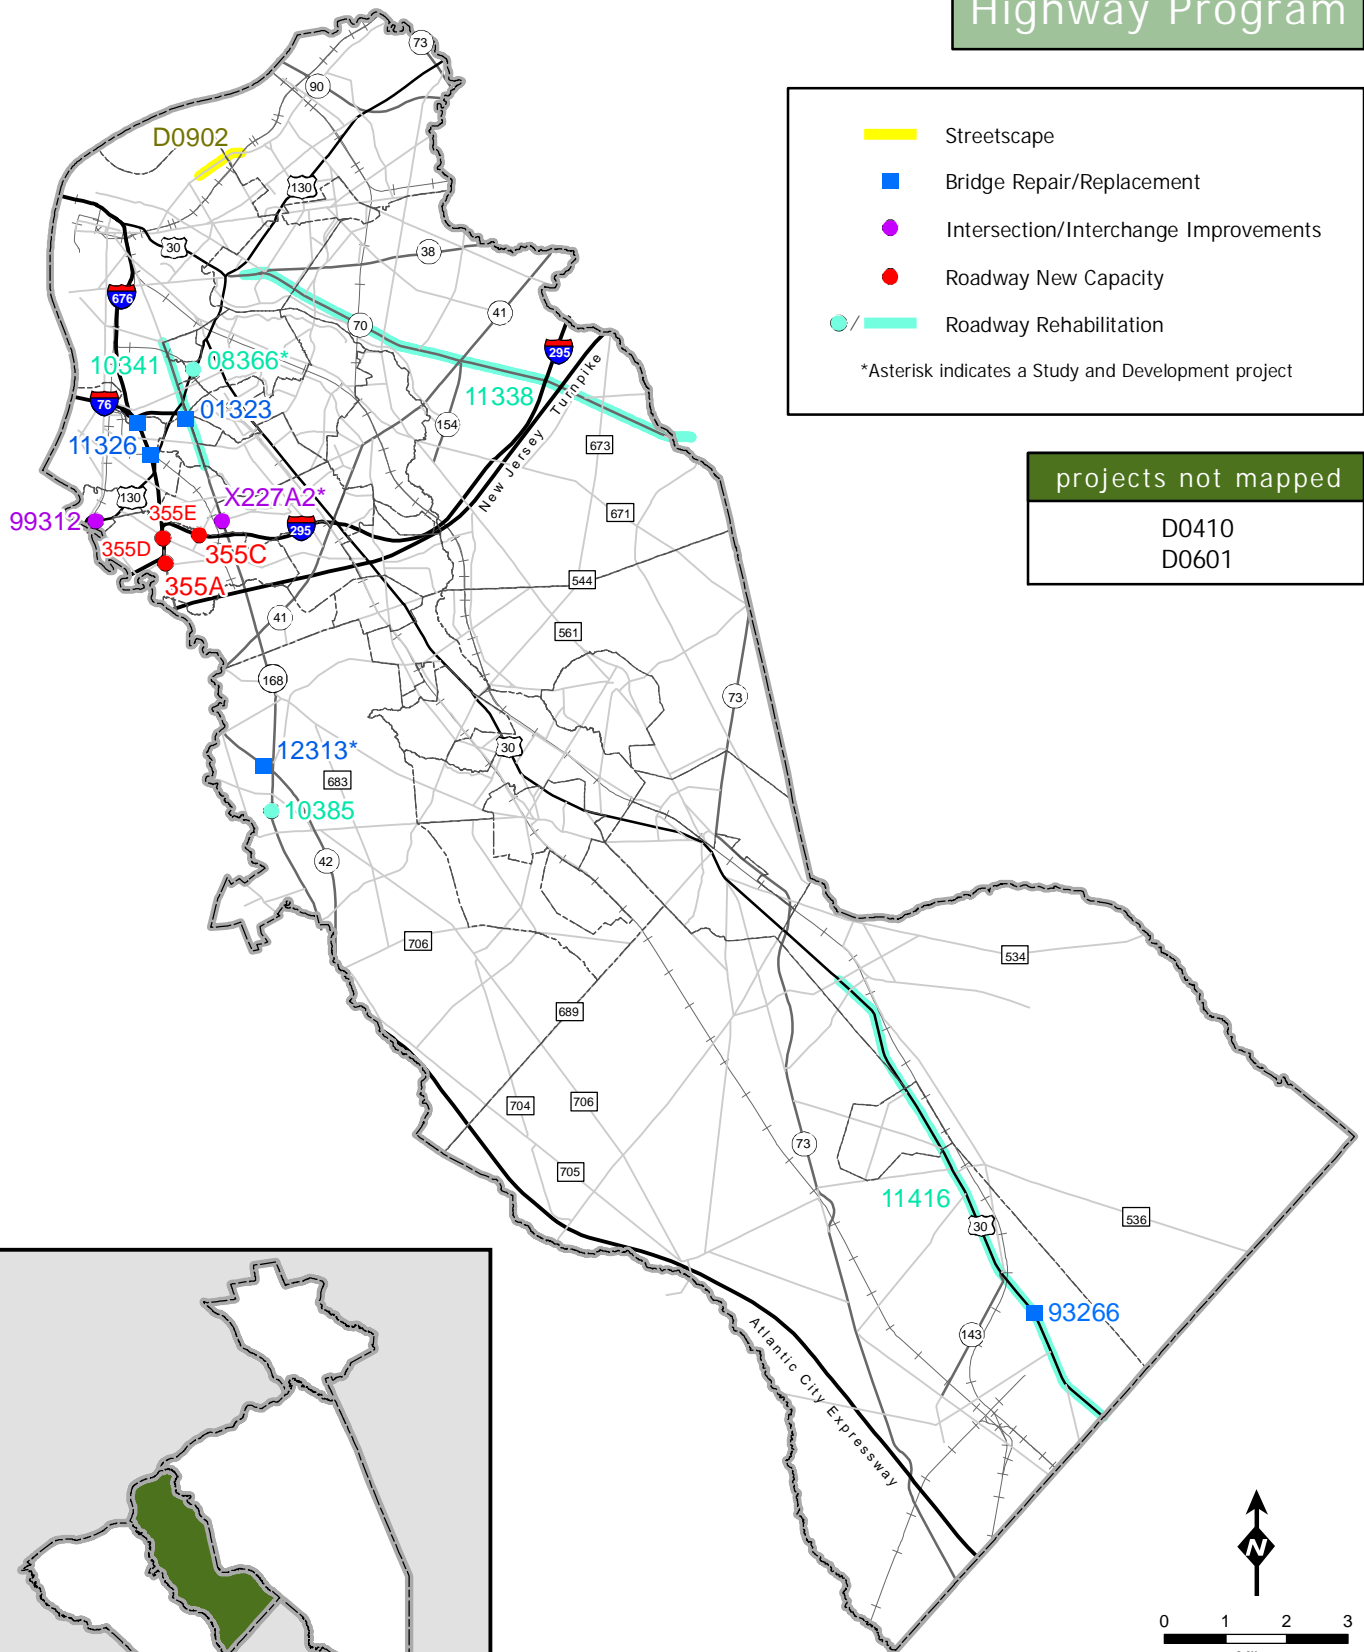 Highway Program
Streetscape
Bridge Repair/Replacement
Intersection/Interchange Improvements
Roadway New Capacity
/ Roadway Rehabilitation
*Asterisk indicates a Study and Development project
projects not mapped
D0410
D0601
73
90
D0902
130
30
38
676
41
70
295
10341
08366*
New Jersey Turnpike
11338
76
01323
154
11326
673
130
X227A2*
99312
355E
671
295
355D
355C
355A
544
41
561
168
73
30
12313*
683
10385
42
706
534
689
704
706
73
705
11416
536
30
93266
143
Atlantic City Expressway
N
0 1 2 3